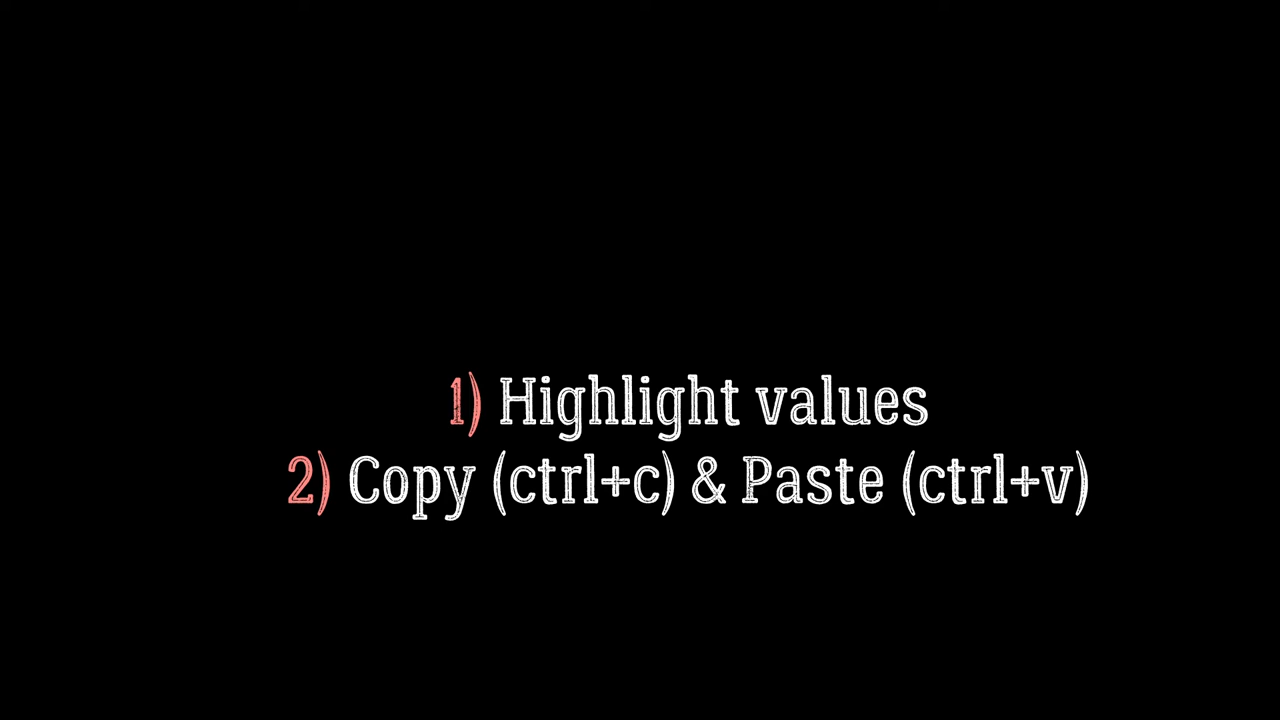 1) Highlight values
2) Copy (ctrl+c) & Paste (ctrl+v)